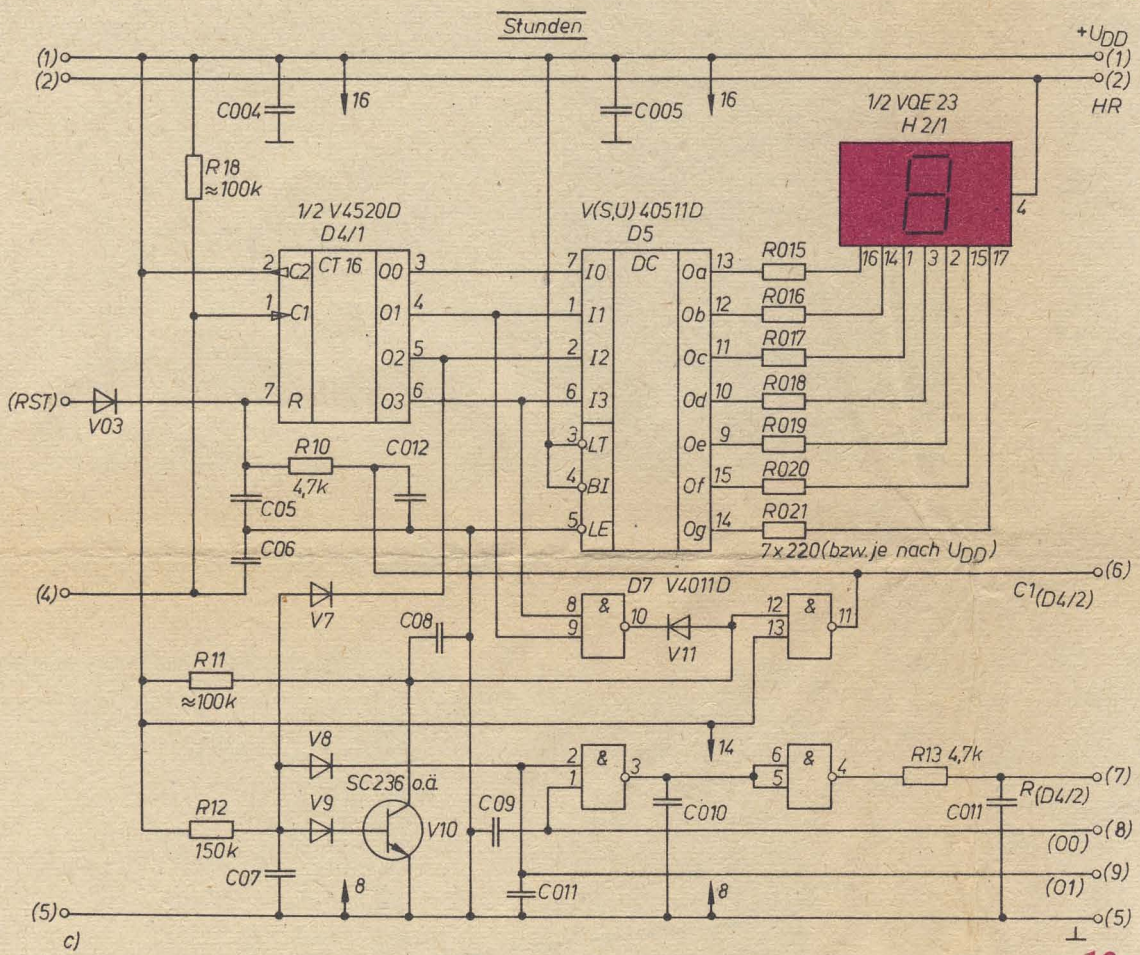 Stunden
+UDD
(1)
(1)
(2)
(2)
HR
16
16
C004
C005
1/2 VQE 23
H 2/1
4
R18
≈100k
1/2 V4520D
D4/1
V(S,Ü) 40511D
D5
2 C2 CT 16 O0 3
7 I0 DC Oa 13 R015
16 14 1 3 2 15 17
1 C1 O1 4
1 I1 Ob 12 R016
O2 5
2 I2 Oc 11 R017
(RST)
V03
7 R O3 6
6 I3 Od 10 R018
3 LT Oe 9 R019
R10
4,7k
C012
4 BI Of 15 R020
C05
5 LE Og 14 R021
C06
7x220 (bzw. je nach UDD)
(4)
(6)
C1(D4/2)
V7
D7 V4011D
C08
8 & 10
9
V11
12 & 11
13
R11
≈100k
14
V8
2 & 3
1
6 & 4
5
R13 4,7k
(7)
R(D4/2)
SC236 o.ä.
R12
150k
V9
V10
C09
C010
C011
(8)
(O0)
C07
8
C011
8
(9)
(O1)
(5)
(5)
⊥
c)